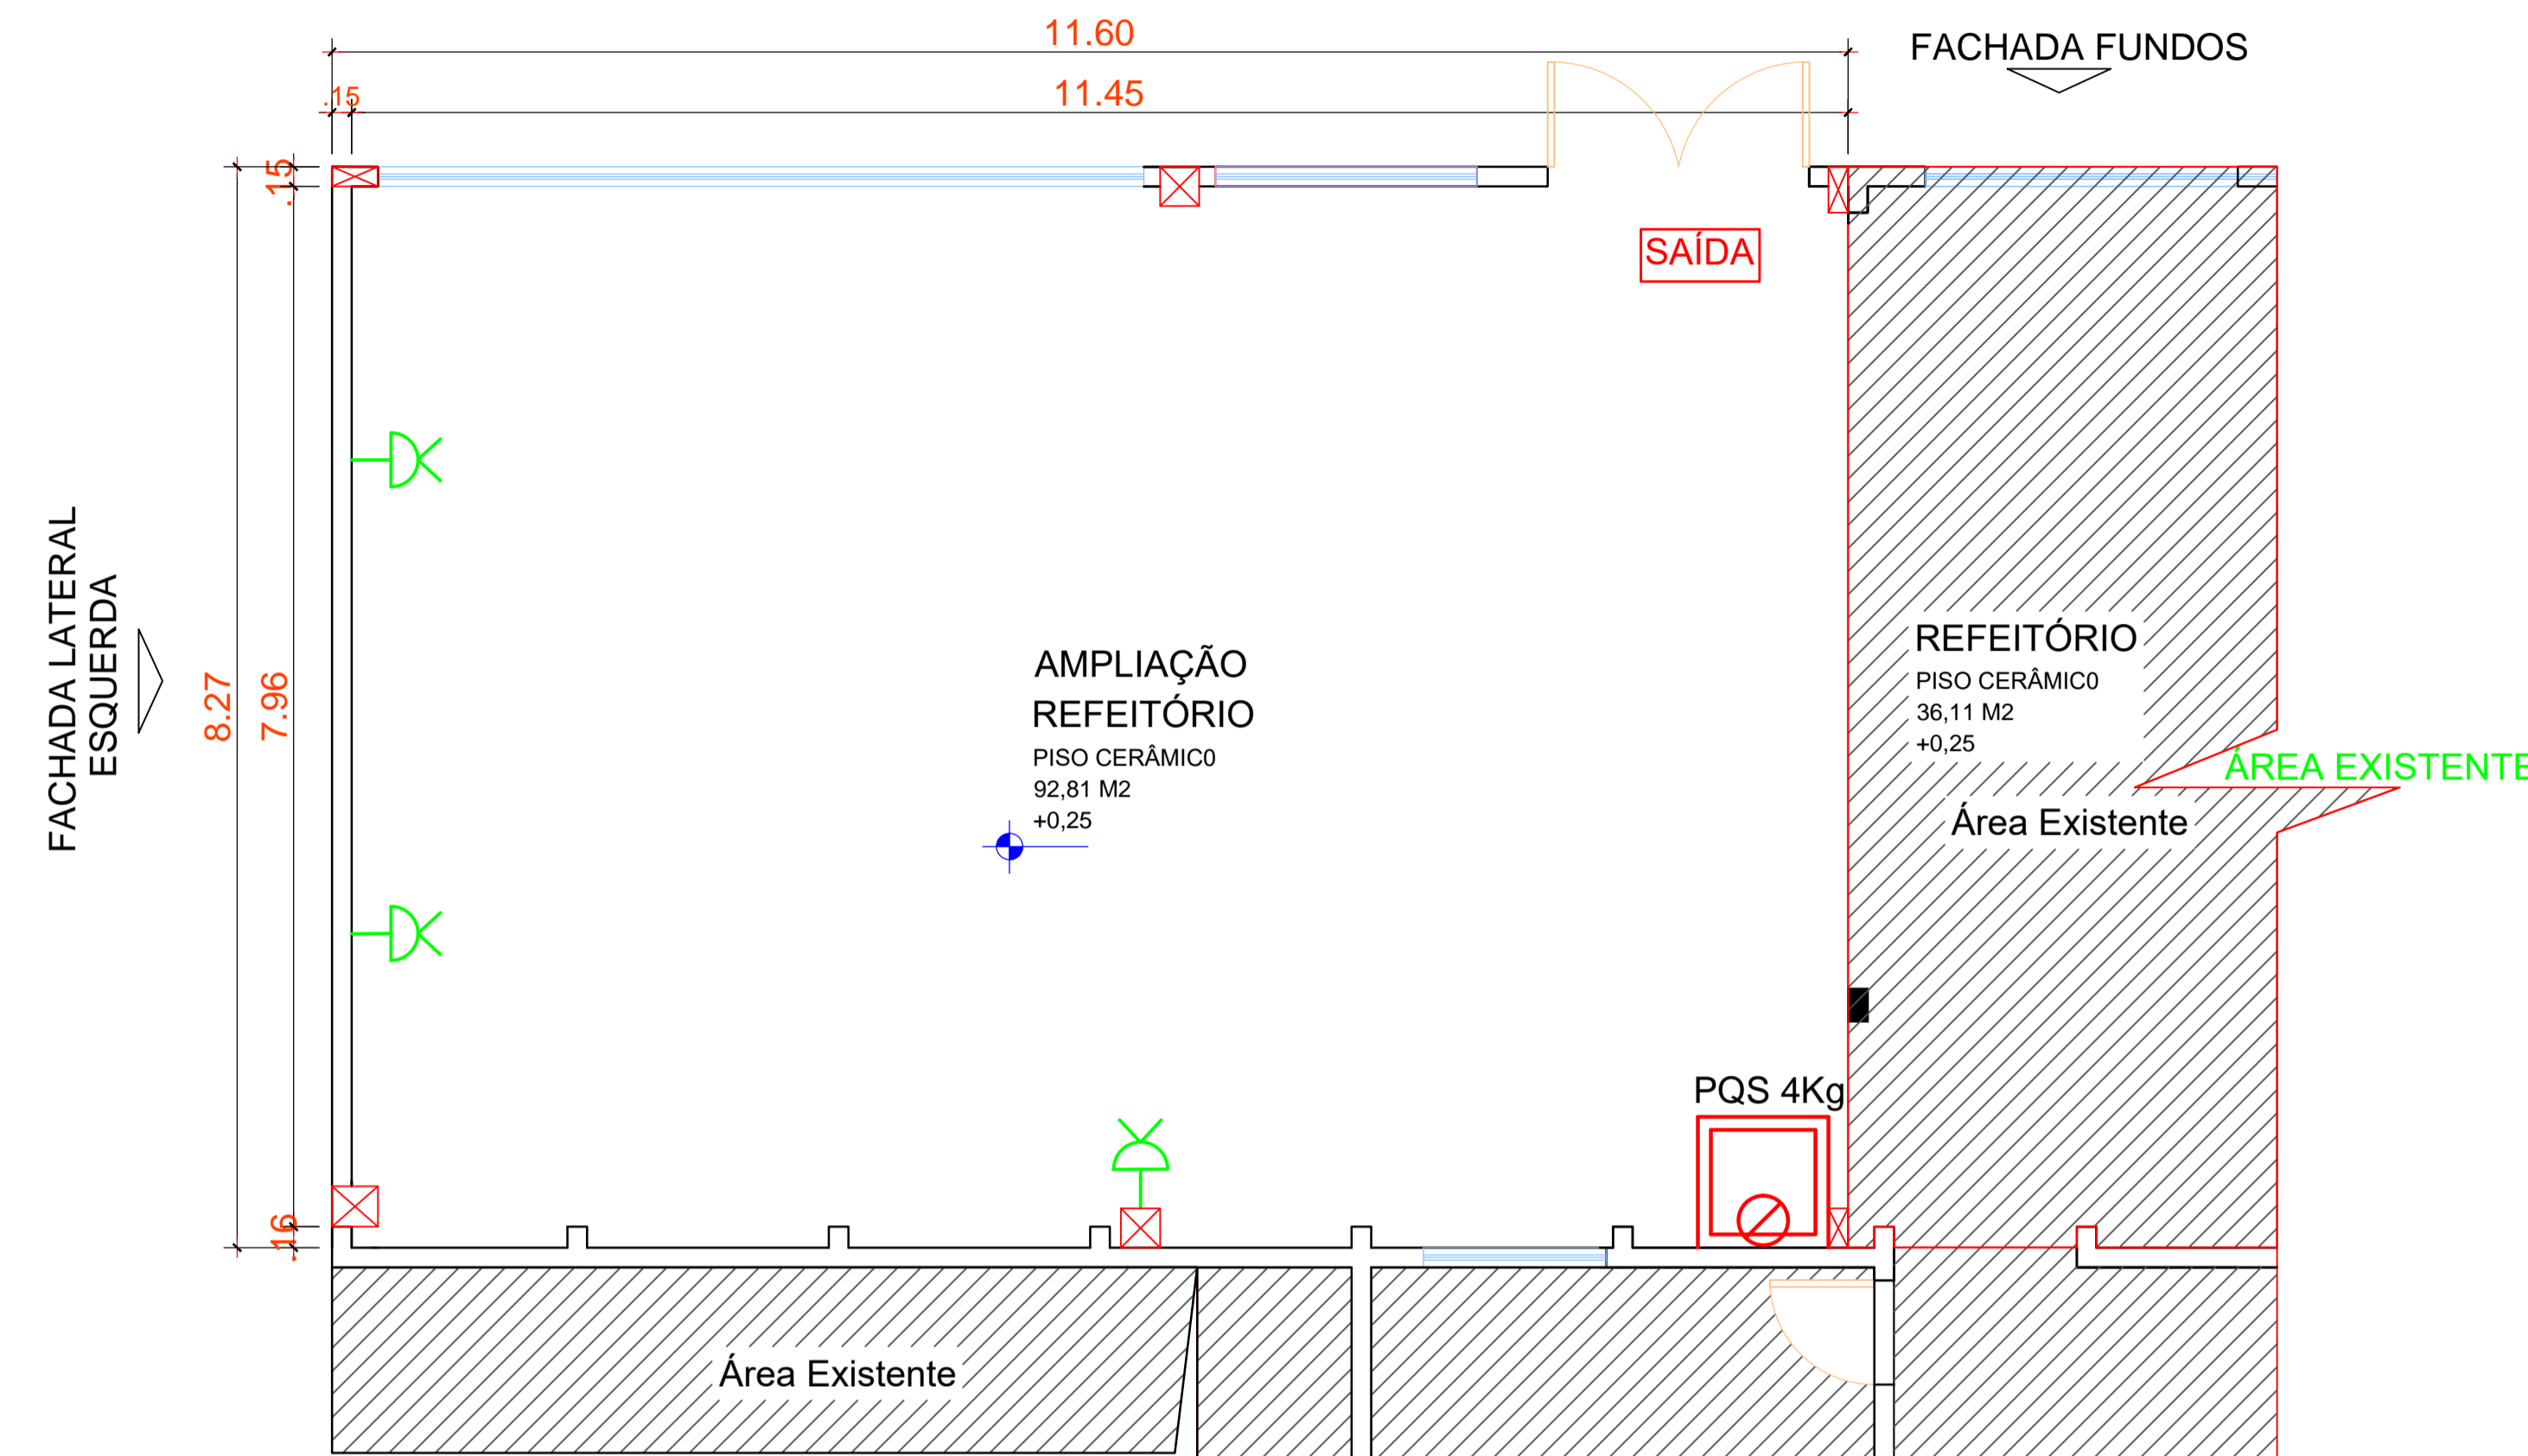 11.60
FACHADA FUNDOS
.15
11.45
.15
SAÍDA
FACHADA LATERAL
ESQUERDA
8.27
7.96
AMPLIAÇÃO
REFEITÓRIO
PISO CERÂMIC0
92,81 M2
+0,25
REFEITÓRIO
PISO CERÂMIC0
36,11 M2
+0,25
ÁREA EXISTENTE
Área Existente
PQS 4Kg
.16
Área Existente